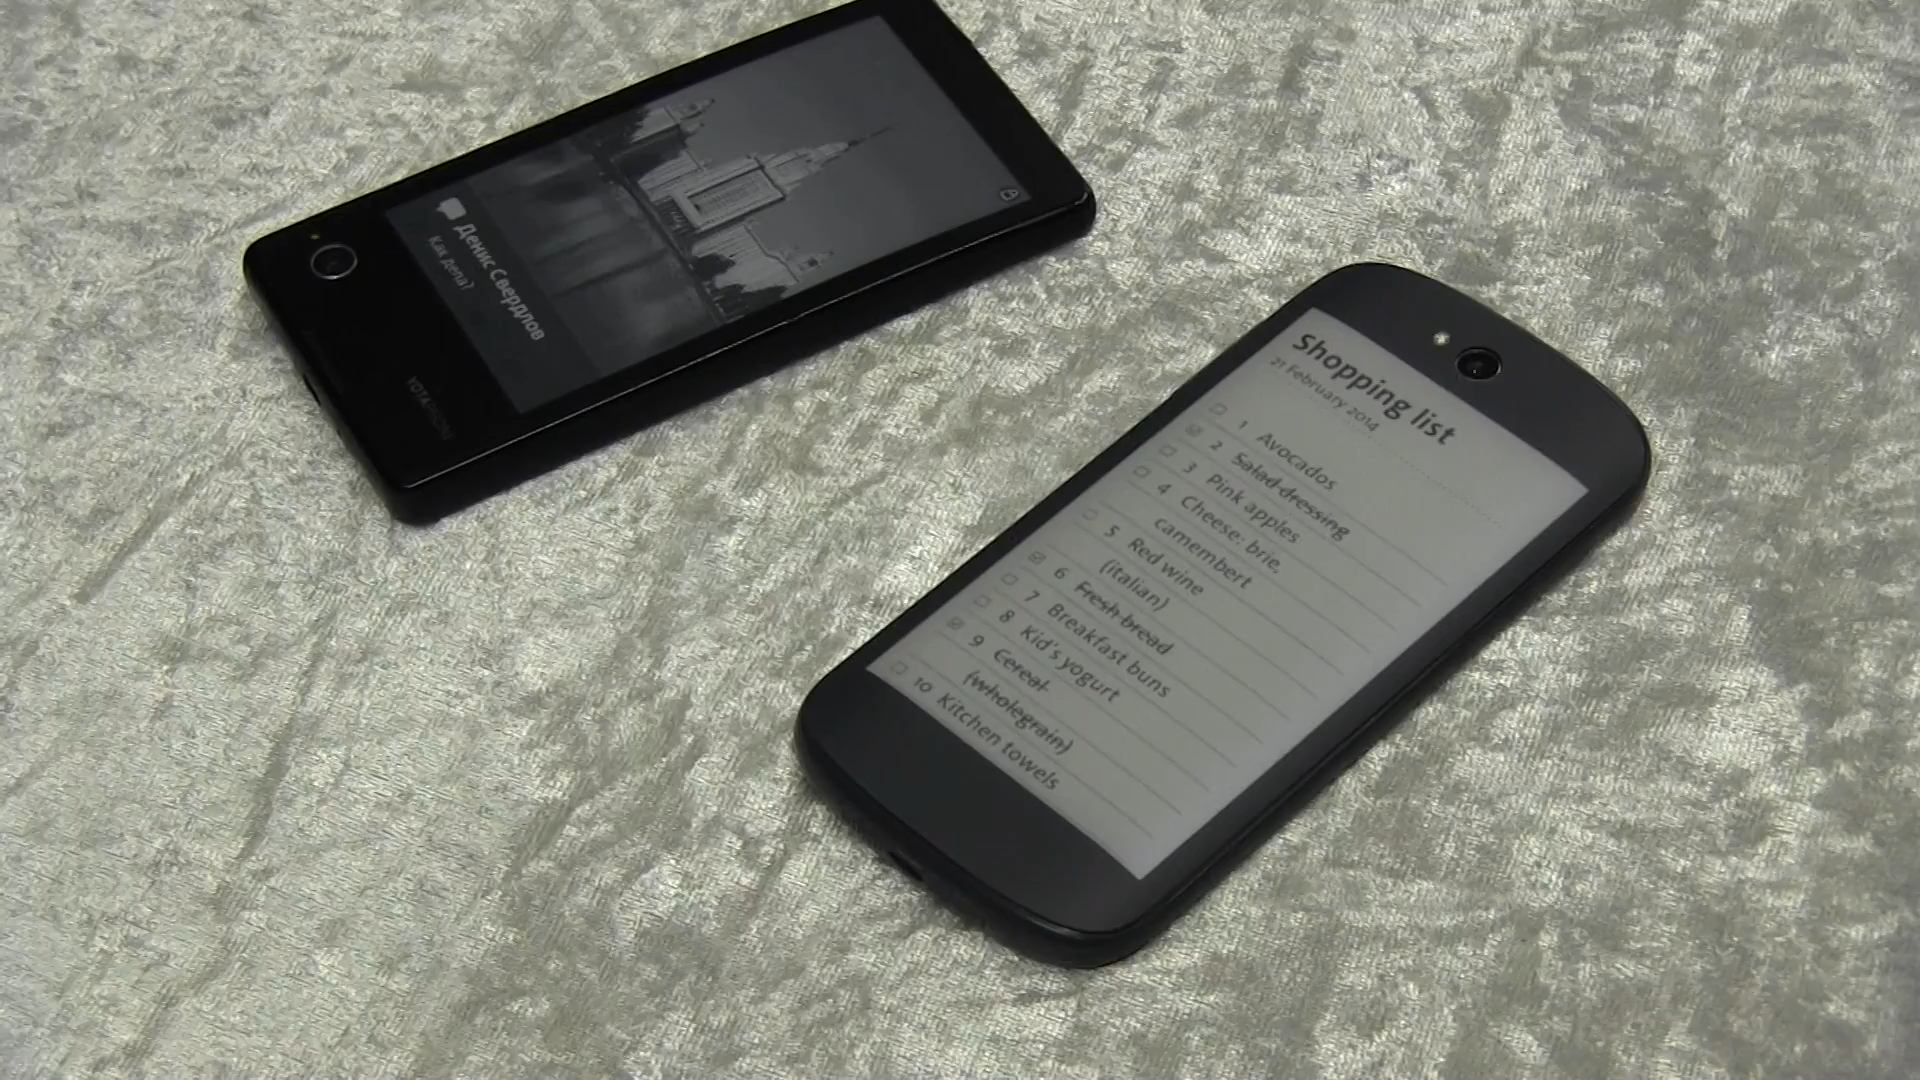 Денис Свердлов
Как дела?
YOTAPHONE
Shopping list
21 February 2014
1 Avocados
2 Salad dressing
3 Pink apples
4 Cheese: brie,
camembert
5 Red wine
(italian)
6 Fresh bread
7 Breakfast buns
8 Kid's yogurt
9 Cereal
(wholegrain)
10 Kitchen towels